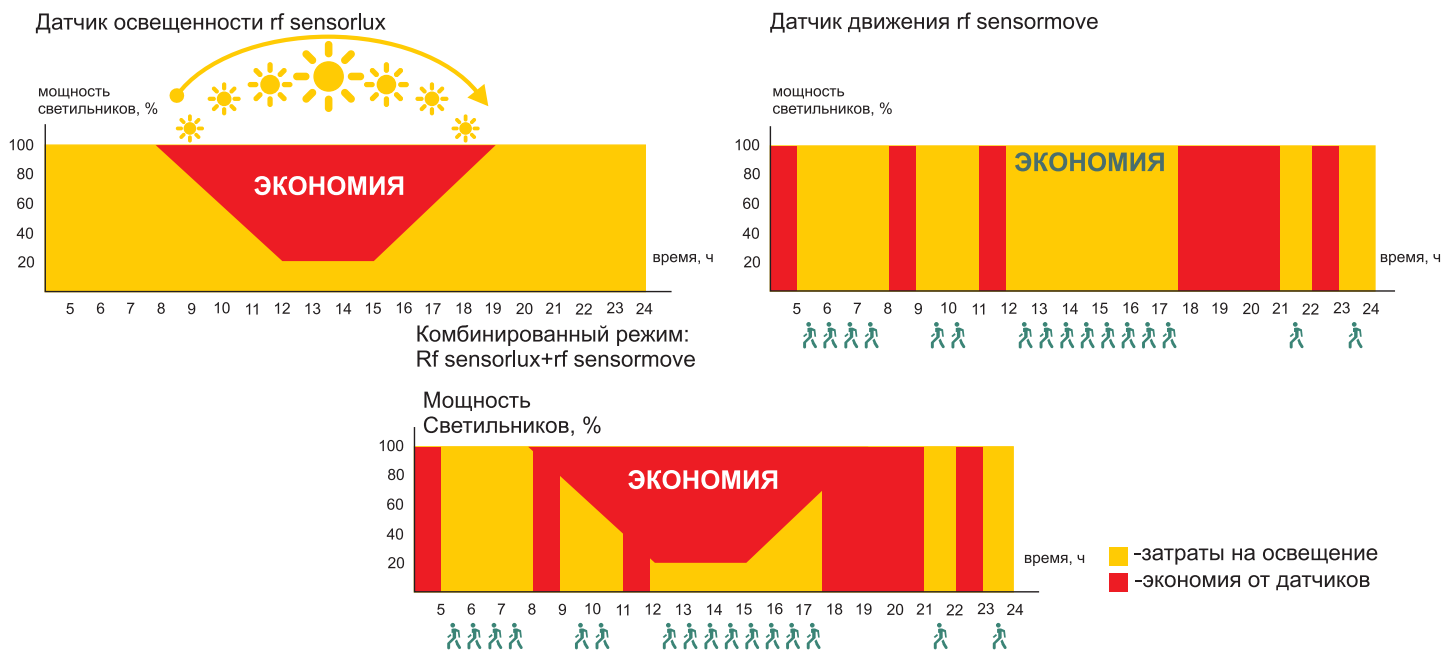 Датчик освещенности rf sensorlux
мощность
светильников, %
100
80
60
40
20
ЭКОНОМИЯ
время, ч
5 6 7 8 9 10 11 12 13 14 15 16 17 18 19 20 21 22 23 24
Датчик движения rf sensormove
мощность
светильников, %
100
80
60
40
20
ЭКОНОМИЯ
время, ч
5 6 7 8 9 10 11 12 13 14 15 16 17 18 19 20 21 22 23 24
Комбинированный режим:
Rf sensorlux+rf sensormove
Мощность
Светильников, %
100
80
60
40
20
ЭКОНОМИЯ
время, ч
5 6 7 8 9 10 11 12 13 14 15 16 17 18 19 20 21 22 23 24
-затраты на освещение
-экономия от датчиков